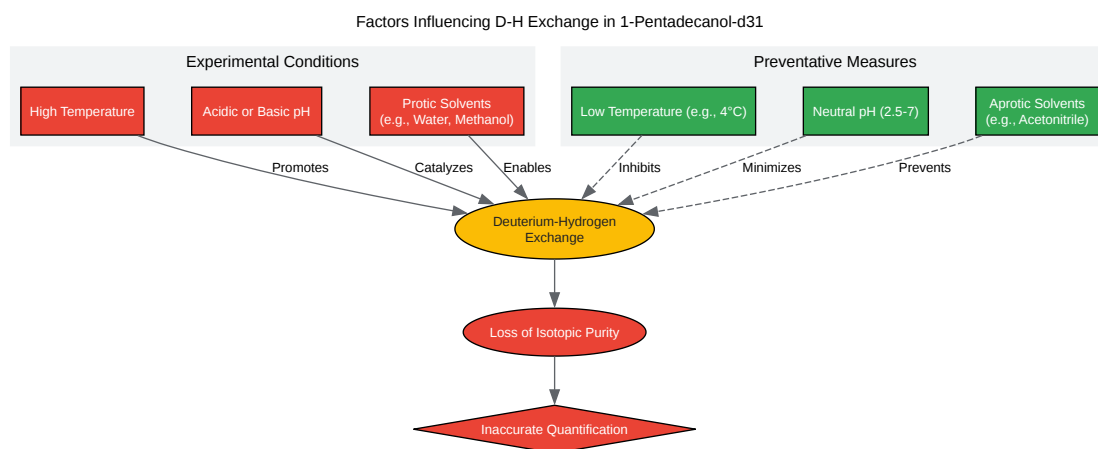 Factors Influencing D-H Exchange in 1-Pentadecanol-d31
Experimental Conditions
Preventative Measures
High Temperature
Acidic or Basic pH
Protic Solvents
(e.g., Water, Methanol)
Low Temperature (e.g., 4°C)
Neutral pH (2.5-7)
Aprotic Solvents
(e.g., Acetonitrile)
Promotes
Catalyzes
Enables
Inhibits
Minimizes
Prevents
Deuterium-Hydrogen
Exchange
Loss of Isotopic Purity
Inaccurate Quantification